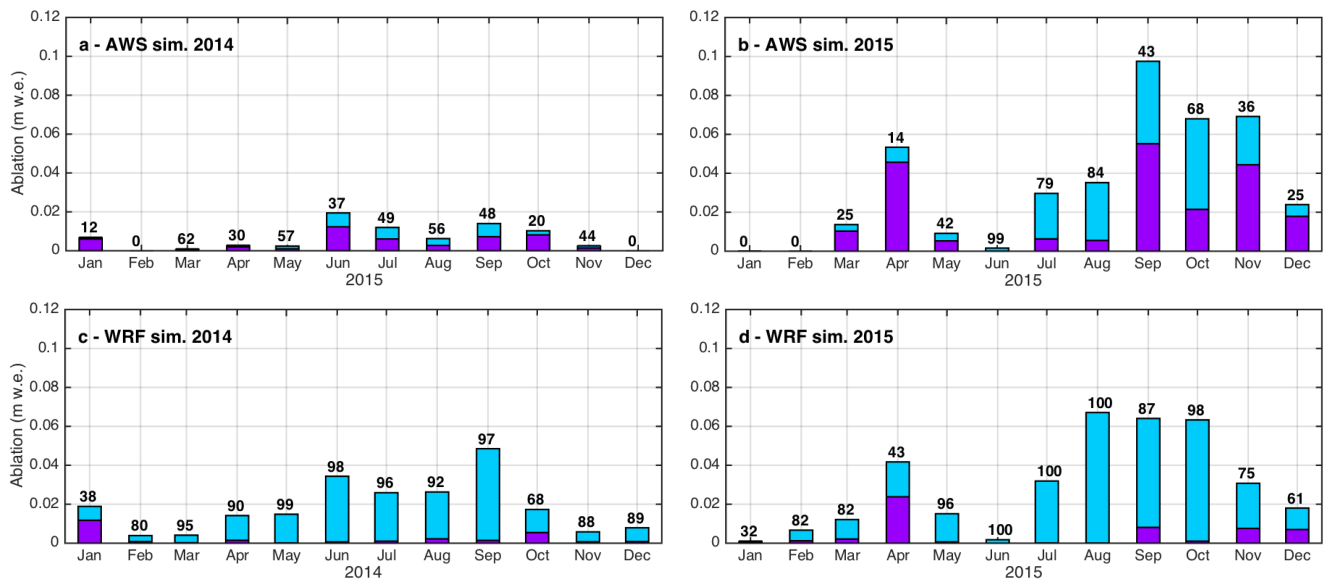 a - AWS sim. 2014
Ablation (m w.e.)
0.12
0.1
0.08
0.06
0.04
0.02
0
12 0 62 30 57 37 49 56 48 20 44 0
Jan Feb Mar Apr May Jun Jul Aug Sep Oct Nov Dec
2015
b - AWS sim. 2015
0.12
0.1
0.08
0.06
0.04
0.02
0
0 0 25 14 42 99 79 84 43 68 36 25
Jan Feb Mar Apr May Jun Jul Aug Sep Oct Nov Dec
2015
c - WRF sim. 2014
Ablation (m w.e.)
0.12
0.1
0.08
0.06
0.04
0.02
0
38 80 95 90 99 98 96 92 97 68 88 89
Jan Feb Mar Apr May Jun Jul Aug Sep Oct Nov Dec
2014
d - WRF sim. 2015
0.12
0.1
0.08
0.06
0.04
0.02
0
32 82 82 43 96 100 100 100 87 98 75 61
Jan Feb Mar Apr May Jun Jul Aug Sep Oct Nov Dec
2015